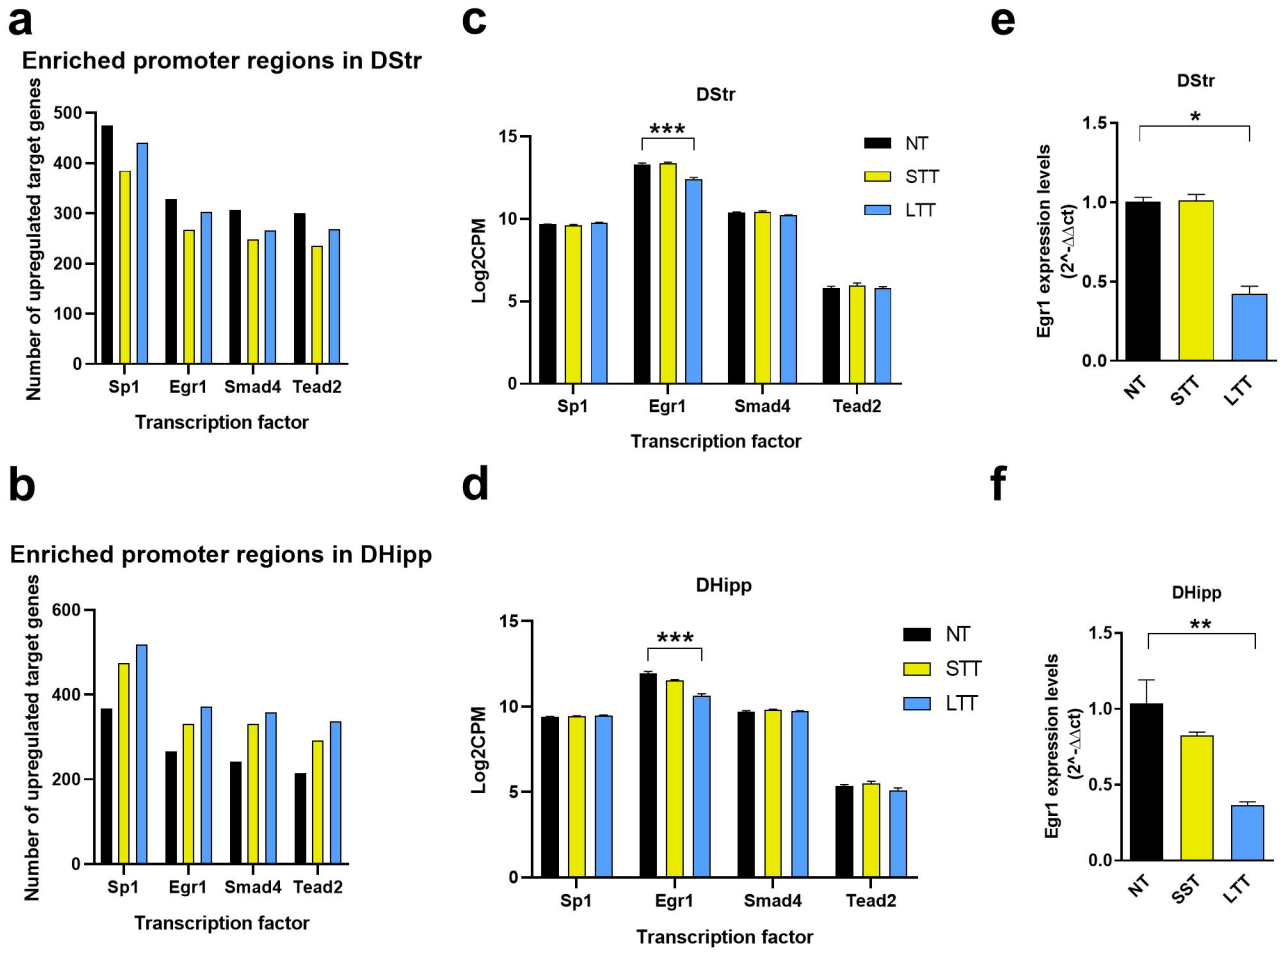 a
Enriched promoter regions in DStr
Number of upregulated target genes
500
400
300
200
100
0
Sp1 Egr1 Smad4 Tead2
Transcription factor
c
DStr
Log2CPM
15
10
5
0
***
NT
STT
LTT
Sp1 Egr1 Smad4 Tead2
Transcription factor
e
DStr
Egr1 expression levels
(2^-ΔΔct)
1.5
1.0
0.5
0.0
*
NT STT LTT
b
Enriched promoter regions in DHipp
Number of upregulated target genes
600
400
200
0
Sp1 Egr1 Smad4 Tead2
Transcription factor
d
DHipp
Log2CPM
15
10
5
0
***
NT
STT
LTT
Sp1 Egr1 Smad4 Tead2
Transcription factor
f
DHipp
Egr1 expression levels
(2^-ΔΔct)
1.5
1.0
0.5
0.0
**
NT SST LTT